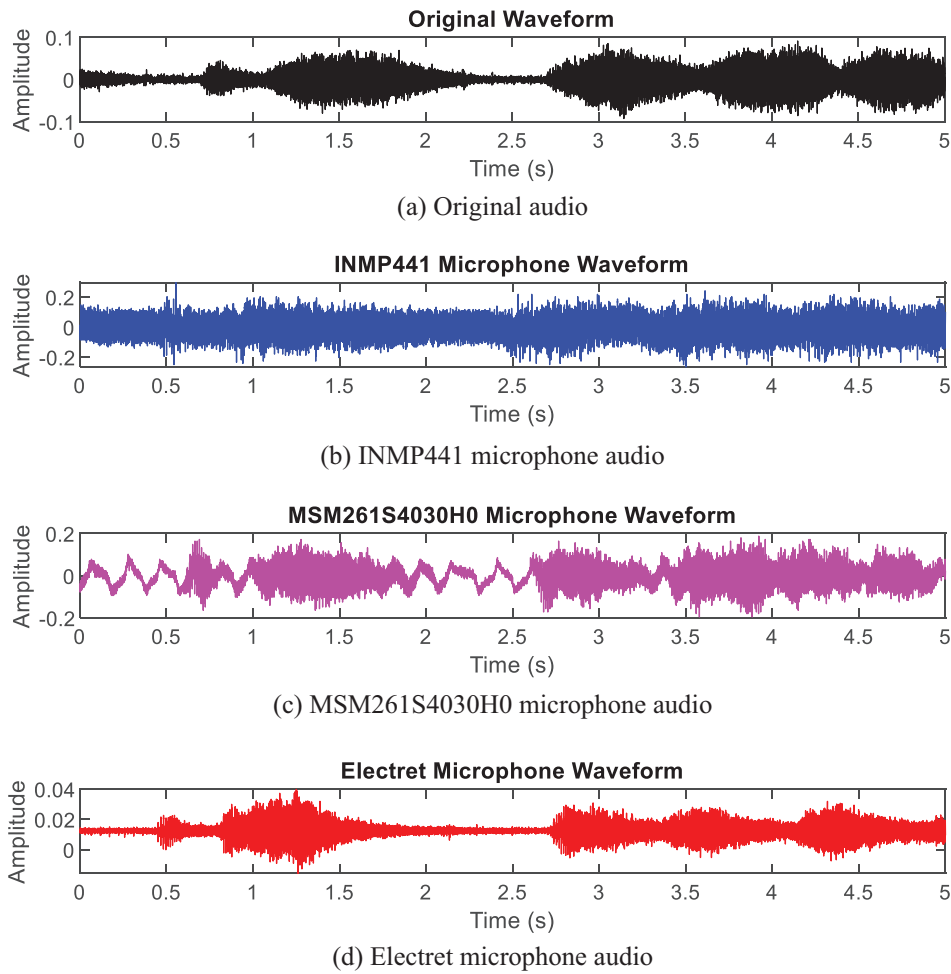 Original Waveform
Amplitude
0.1
0
-0.1
0 0.5 1 1.5 2 2.5 3 3.5 4 4.5 5
Time (s)
(a) Original audio
INMP441 Microphone Waveform
Amplitude
0.2
0
-0.2
0 0.5 1 1.5 2 2.5 3 3.5 4 4.5 5
Time (s)
(b) INMP441 microphone audio
MSM261S4030H0 Microphone Waveform
Amplitude
0.2
0
-0.2
0 0.5 1 1.5 2 2.5 3 3.5 4 4.5 5
Time (s)
(c) MSM261S4030H0 microphone audio
Electret Microphone Waveform
Amplitude
0.04
0.02
0
0 0.5 1 1.5 2 2.5 3 3.5 4 4.5 5
Time (s)
(d) Electret microphone audio